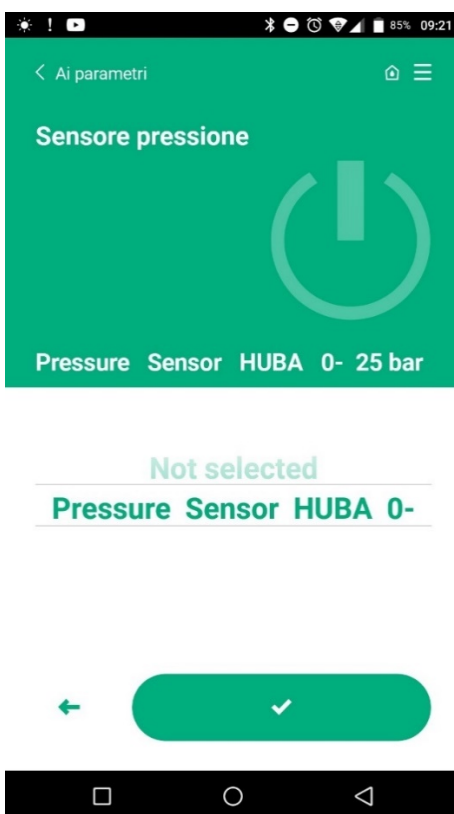 85% 09:21
Ai parametri
Sensore pressione
Pressure Sensor HUBA 0- 25 bar
Not selected
Pressure Sensor HUBA 0-